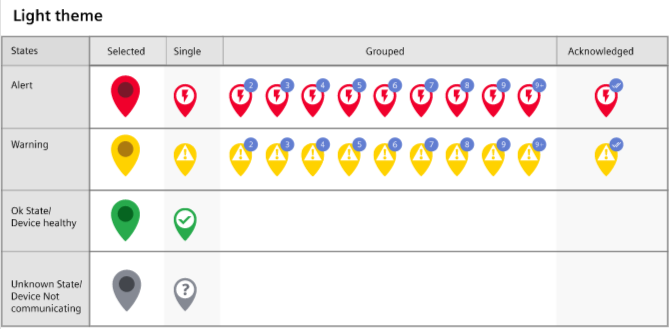 Light theme
States Selected Single Grouped Acknowledged
Alert 2 3 4 5 6 7 8 9 9+
Warning 2 3 4 5 6 7 8 9 9+
Ok State/
Device healthy
?
Unknown State/
Device Not
communicating